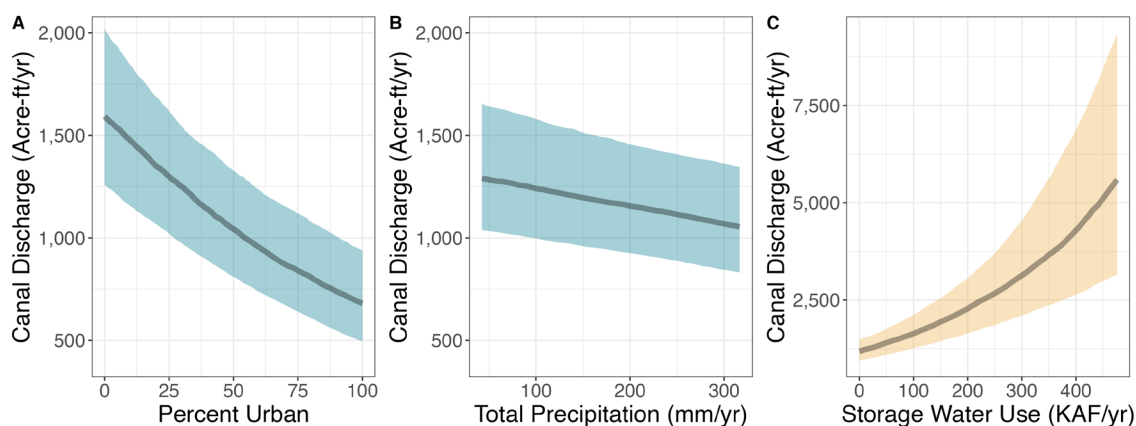 A
Canal Discharge (Acre-ft/yr)
2,000
1,500
1,000
500
0 25 50 75 100
Percent Urban
B
Canal Discharge (Acre-ft/yr)
2,000
1,500
1,000
500
100 200 300
Total Precipitation (mm/yr)
C
Canal Discharge (Acre-ft/yr)
7,500
5,000
2,500
0 100 200 300 400
Storage Water Use (KAF/yr)